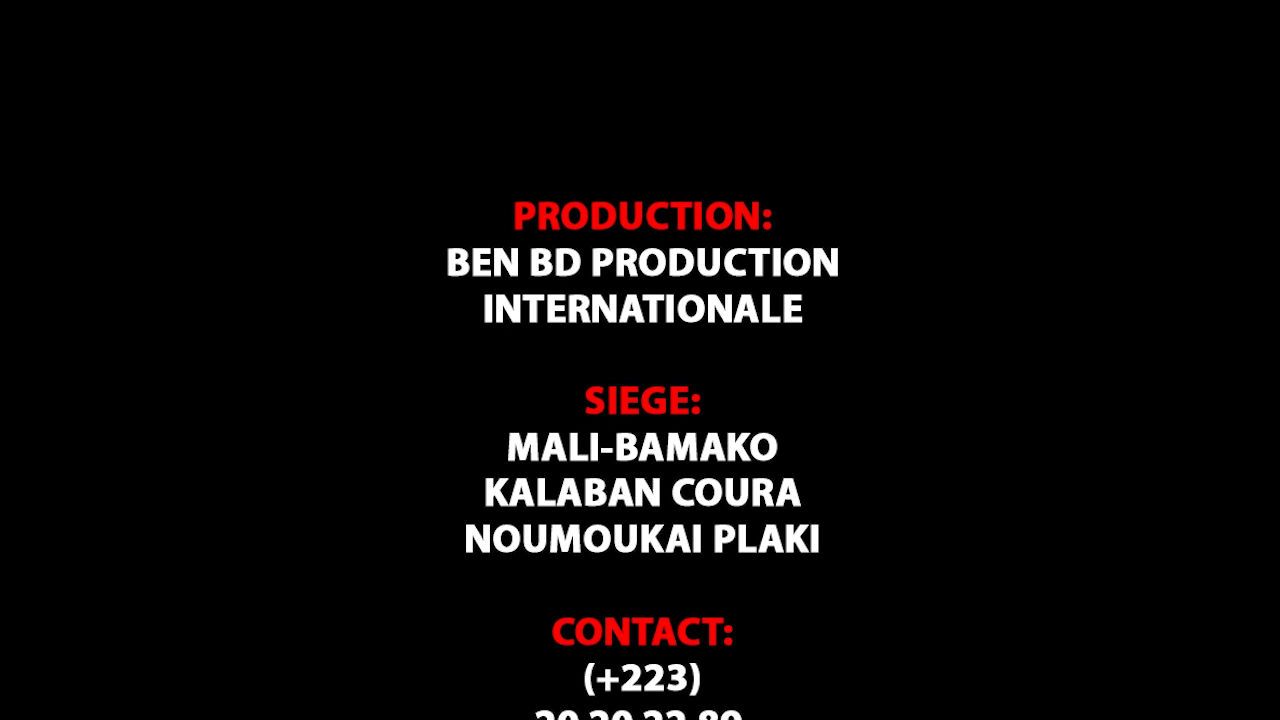 PRODUCTION:
BEN BD PRODUCTION
INTERNATIONALE
SIEGE:
MALI-BAMAKO
KALABAN COURA
NOUMOUKAI PLAKI
CONTACT:
(+223)